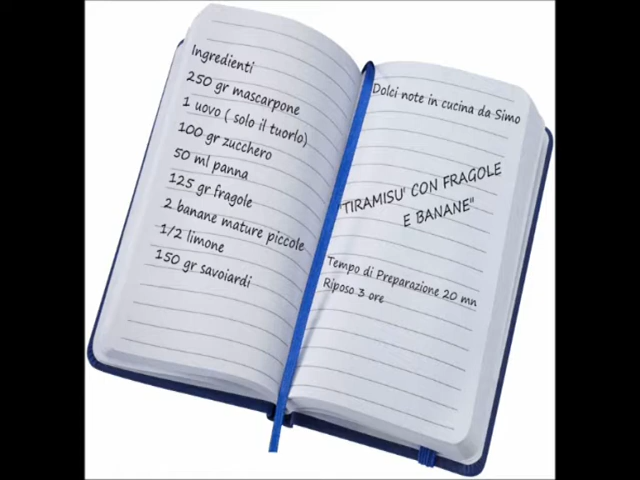 Ingredienti
250 gr mascarpone
1 uovo ( solo il tuorlo)
100 gr zucchero
50 ml panna
125 gr fragole
2 banane mature piccole
1/2 limone
150 gr savoiardi
Dolci note in cucina da Simo
"TIRAMISU' CON FRAGOLE
E BANANE"
Tempo di Preparazione 20 mn
Riposo 3 ore